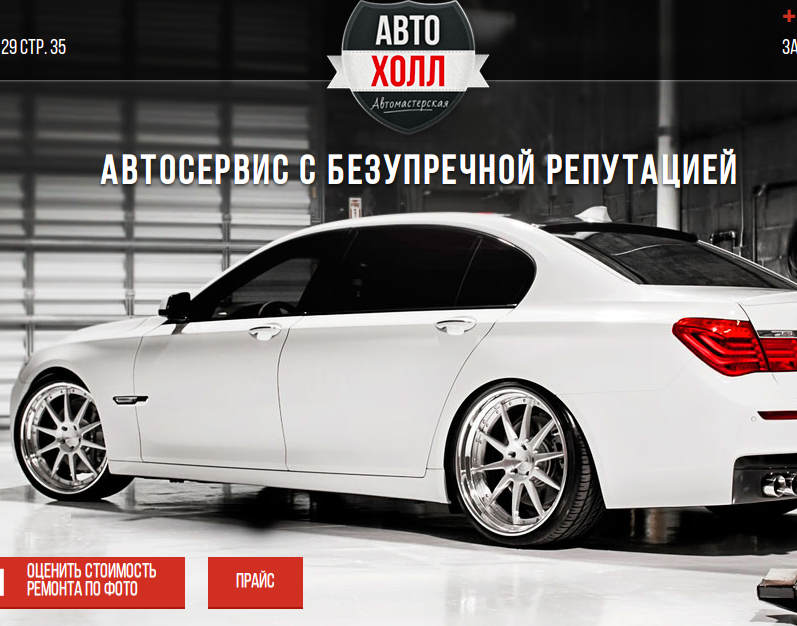 АВТО
ХОЛЛ
Автомастерская
29 СТР. 35
ЗА
АВТОСЕРВИС С БЕЗУПРЕЧНОЙ РЕПУТАЦИЕЙ
ОЦЕНИТЬ СТОИМОСТЬ
РЕМОНТА ПО ФОТО
ПРАЙС